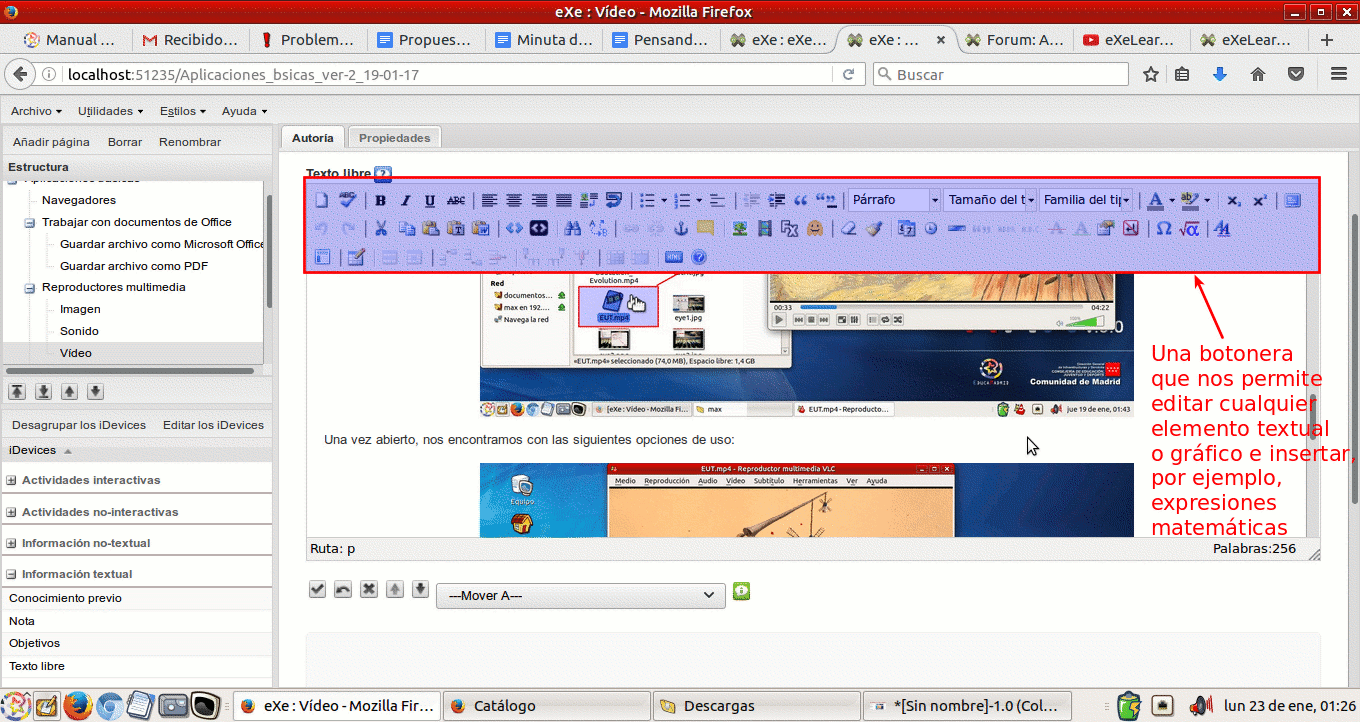 eXe : Vídeo - Mozilla Firefox
Manual ...
Recibido...
Problem...
Propues...
Minuta d...
Pensand...
eXe : eXe...
eXe : ...
Forum: A...
eXeLear...
eXeLear...
localhost:51235/Aplicaciones_bsicas_ver-2_19-01-17
Buscar
Archivo Utilidades Estilos Ayuda
Añadir página Borrar Renombrar
Autoría Propiedades
Estructura
Navegadores
Trabajar con documentos de Office
Guardar archivo como Microsoft Office
Guardar archivo como PDF
Reproductores multimedia
Imagen
Sonido
Vídeo
Desagrupar los iDevices Editar los iDevices
iDevices
Actividades interactivas
Actividades no-interactivas
Información no-textual
Información textual
Conocimiento previo
Nota
Objetivos
Texto libre
Texto libre ?
B I U ABC
Párrafo
Tamaño del t
Familia del tip
HTML
Evolution.mp4
Red
documentos...
max en 192....
Navega la red
EUT.mp4
eye1.jpg
«EUT.mp4» seleccionado (74,0 MB), Espacio libre: 1,4 GB
00:33
04:22
EDUCAMADRID
Comunidad de Madrid
[eXe : Vídeo - Mozilla Fi...
max
EUT.mp4 - Reproducto...
jue 19 de ene, 01:43
Una vez abierto, nos encontramos con las siguientes opciones de uso:
EUT.mp4 - Reproductor multimedia VLC
Medio Reproducción Audio Vídeo Subtítulo Herramientas Ver Ayuda
Equipo
Una botonera
que nos permite
editar cualquier
elemento textual
o gráfico e insertar,
por ejemplo,
expresiones
matemáticas
Ruta: p
Palabras:256
---Mover A---
eXe : Vídeo - Mozilla Fir...
Catálogo
Descargas
*[Sin nombre]-1.0 (Col...
lun 23 de ene, 01:26